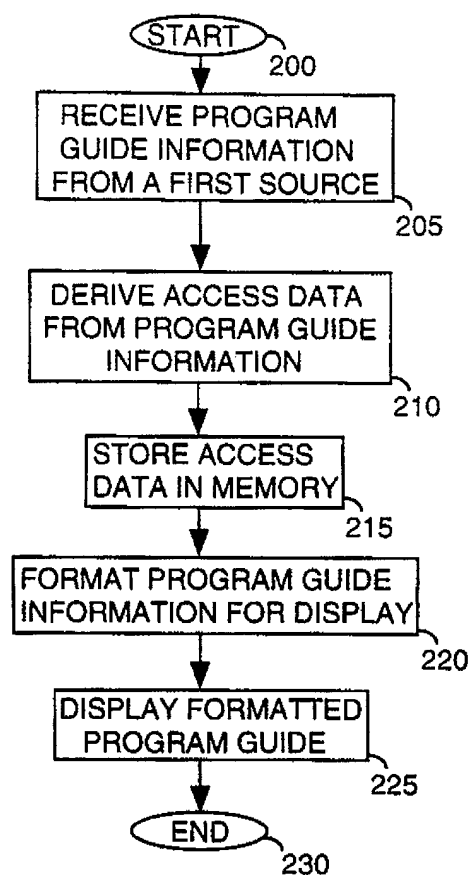 START
200
RECEIVE PROGRAM
GUIDE INFORMATION
FROM A FIRST SOURCE
205
DERIVE ACCESS DATA
FROM PROGRAM GUIDE
INFORMATION
210
STORE ACCESS
DATA IN MEMORY
215
FORMAT PROGRAM GUIDE
INFORMATION FOR DISPLAY
220
DISPLAY FORMATTED
PROGRAM GUIDE
225
END
230